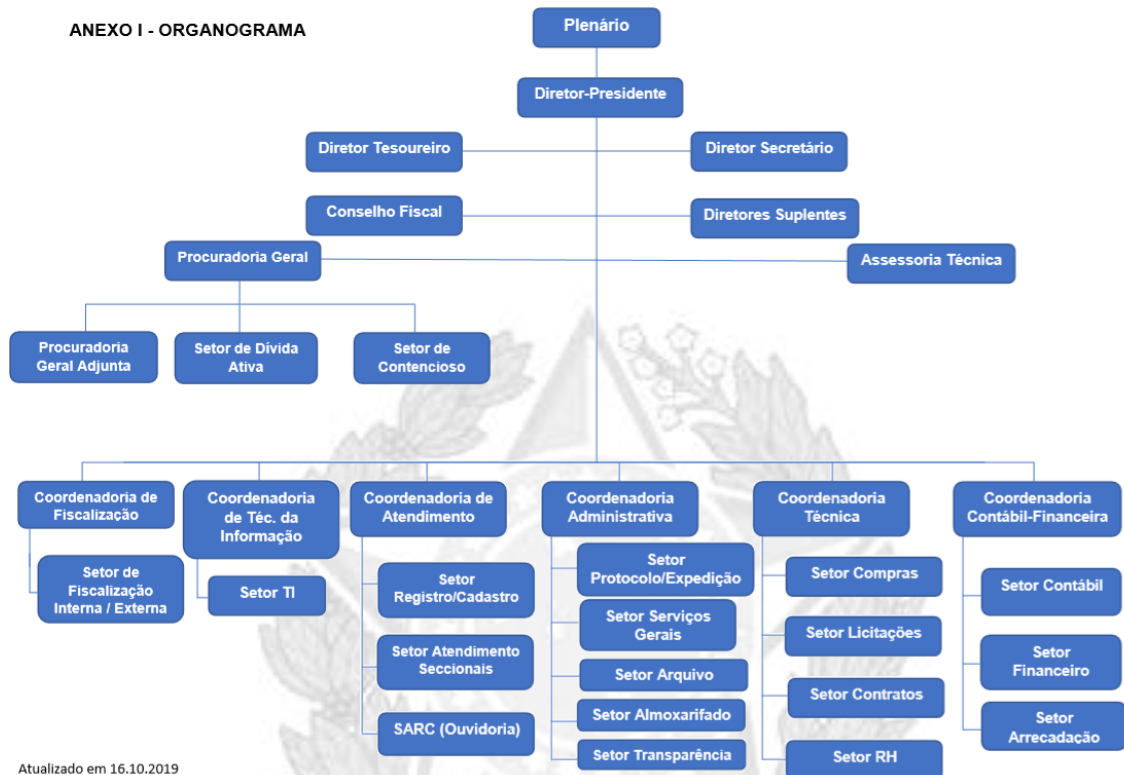 ANEXO I - ORGANOGRAMA
Plenário
Diretor-Presidente
Diretor Tesoureiro
Diretor Secretário
Conselho Fiscal
Diretores Suplentes
Procuradoria Geral
Assessoria Técnica
Procuradoria
Geral Adjunta
Setor de Dívida
Ativa
Setor de
Contencioso
Coordenadoria de
Fiscalização
Setor de
Fiscalização
Interna / Externa
Coordenadoria
de Téc. da
Informação
Setor TI
Coordenadoria de
Atendimento
Setor
Registro/Cadastro
Setor Atendimento
Seccionais
SARC (Ouvidoria)
Coordenadoria
Administrativa
Setor
Protocolo/Expedição
Setor Serviços
Gerais
Setor Arquivo
Setor Almoxarifado
Setor Transparência
Coordenadoria
Técnica
Setor Compras
Setor Licitações
Setor Contratos
Setor RH
Coordenadoria
Contábil-Financeira
Setor Contábil
Setor
Financeiro
Setor
Arrecadação
Atualizado em 16.10.2019